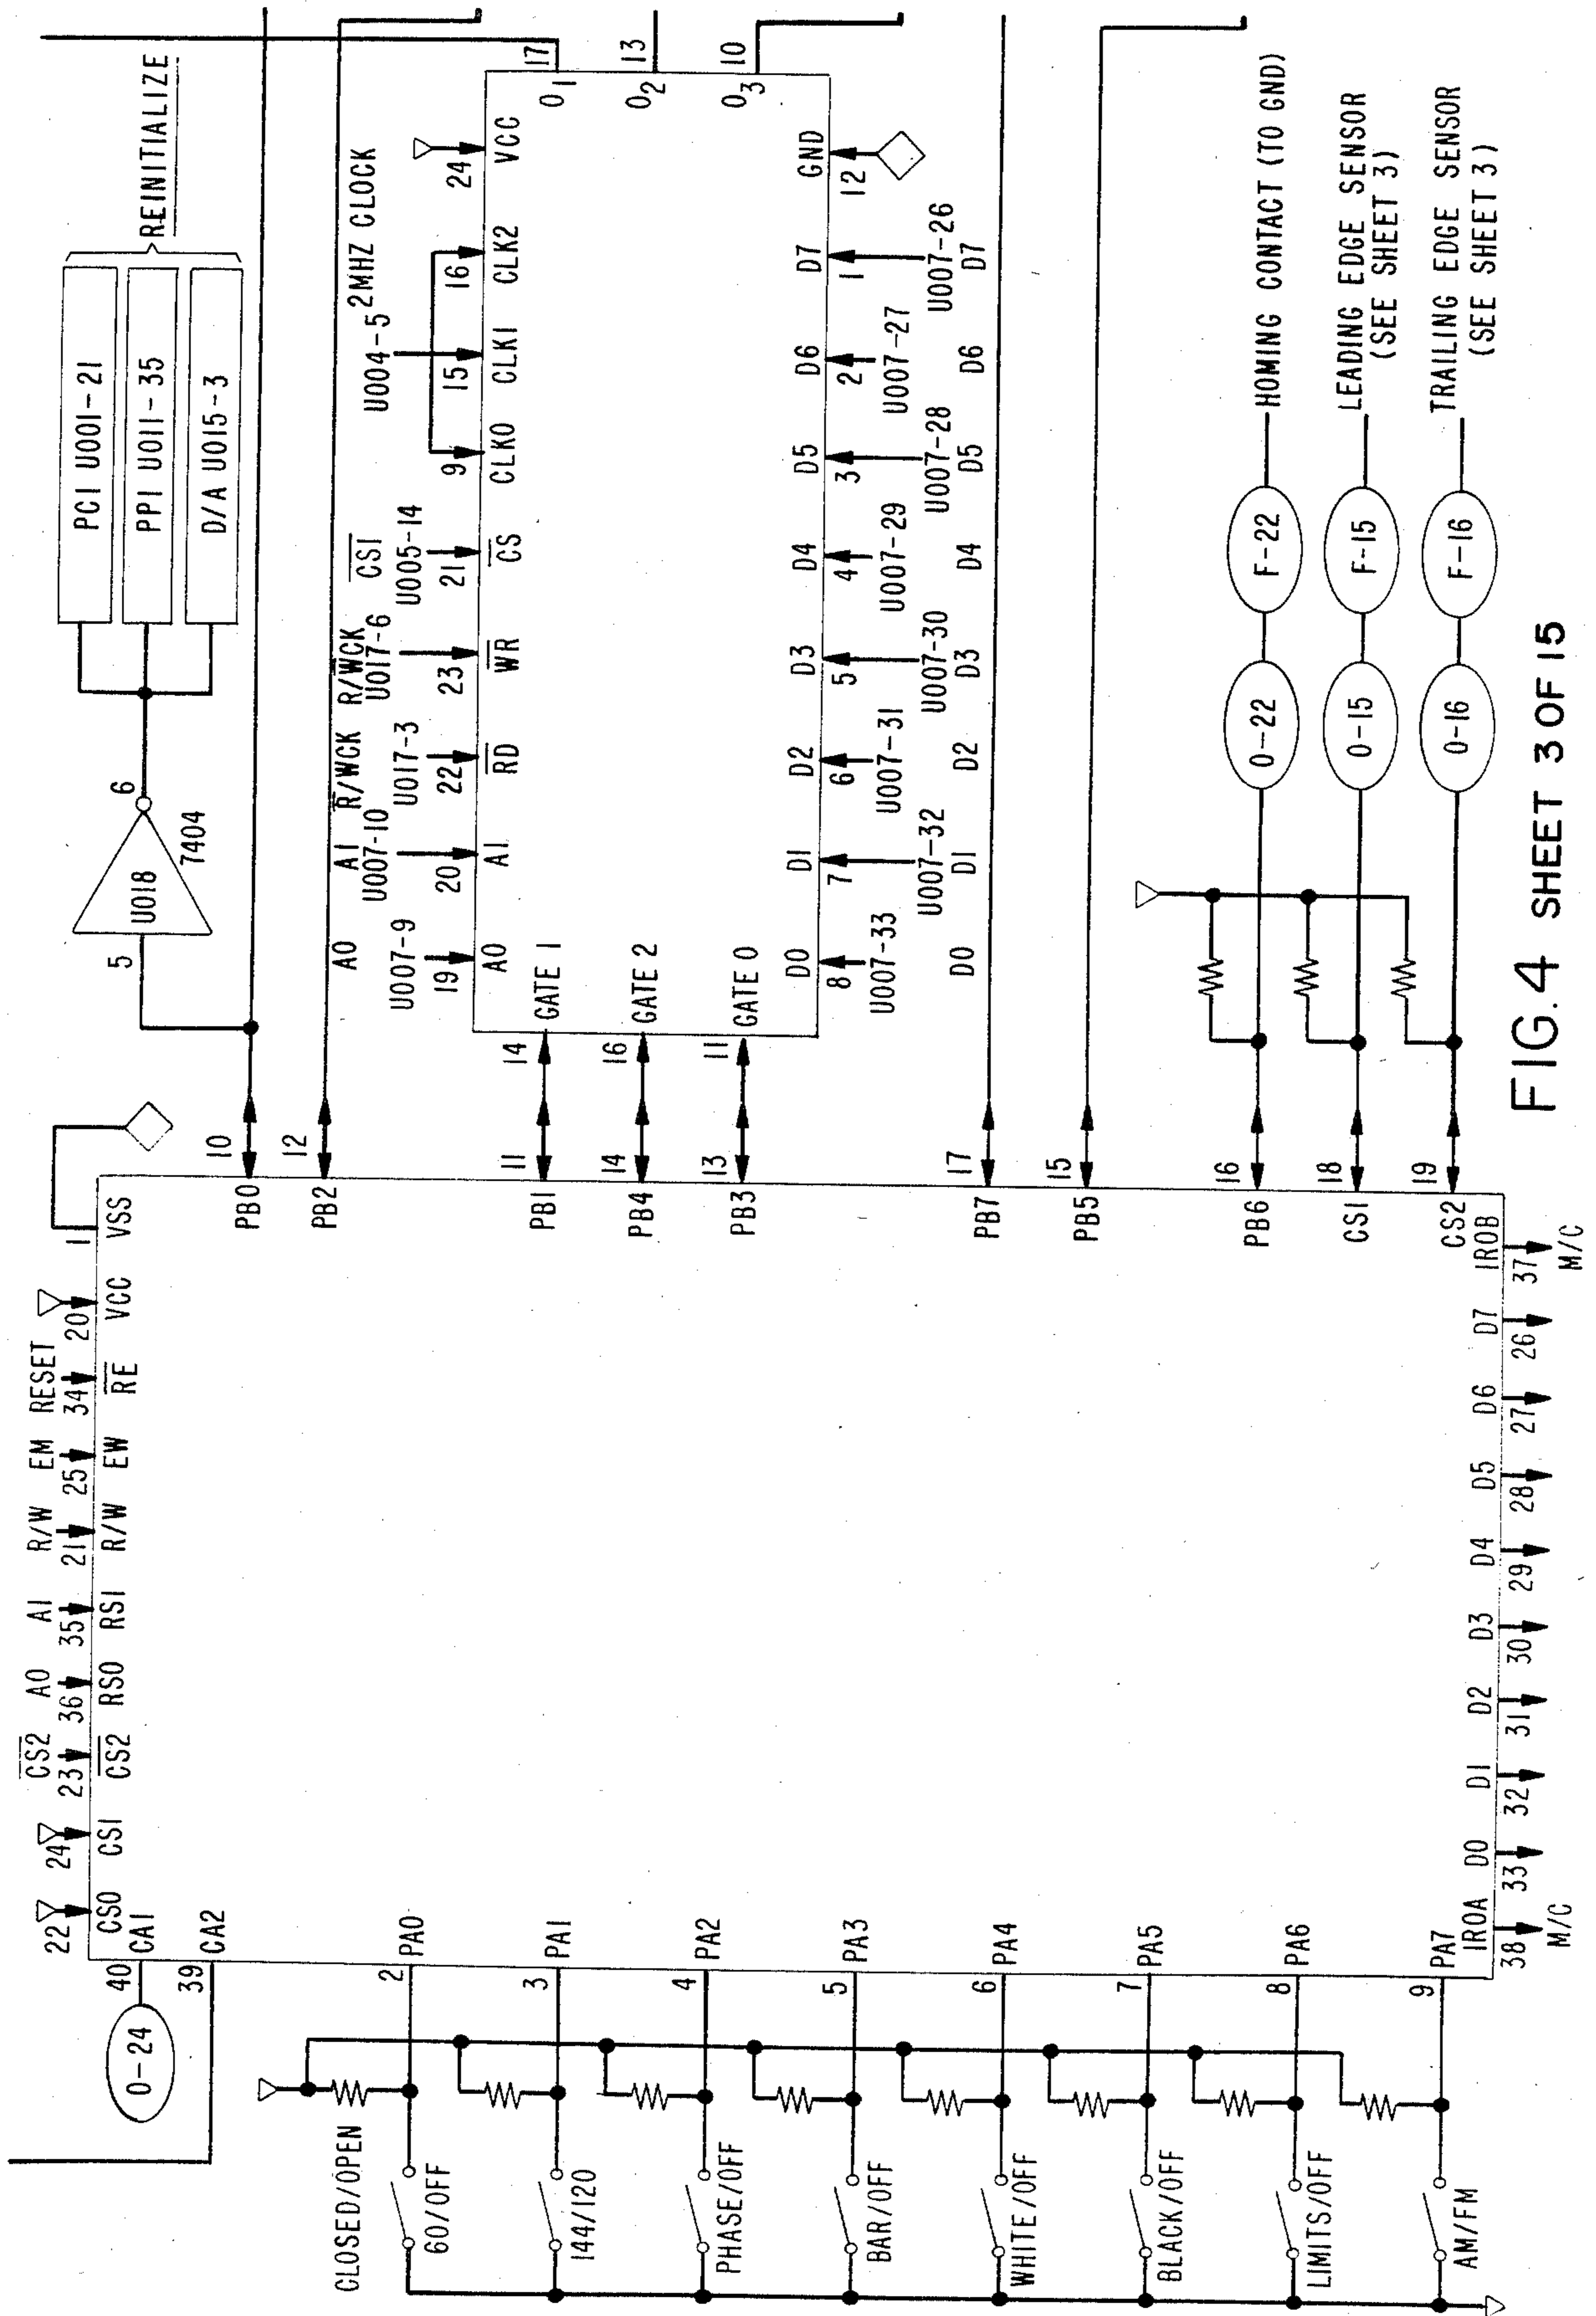 PCI U001-21
PPI U011-35
D/A U015-3
REINITIALIZE
5
U018
6
7404
22
CS0
24
CS1
CS2
23
CS2
A0
36
RS0
A1
35
RS1
R/W
21
R/W
EM
25
EW
RESET
34
RE
20
VCC
1
VSS
40
CA1
0-24
39
CA2
CLOSED/OPEN
60/OFF
2
PA0
144/120
3
PA1
PHASE/OFF
4
PA2
BAR/OFF
5
PA3
WHITE/OFF
6
PA4
BLACK/OFF
7
PA5
LIMITS/OFF
8
PA6
AM/FM
9
PA7
IROA
38
M/C
D0
33
D1
32
D2
31
D3
30
D4
29
D5
28
D6
27
D7
26
IROB
37
M/C
PB0
10
PB2
12
PB1
11
PB4
14
PB3
13
PB7
17
PB5
15
PB6
16
CS1
18
CS2
19
14
GATE 1
16
GATE 2
11
GATE 0
A0
U007-9
19
A0
A1
U007-10
20
A1
R/WCK
U017-3
22
RD
R/WCK
U017-6
23
WR
CS1
U005-14
21
CS
9
CLK0
U004-5
2MHZ CLOCK
15
CLK1
16
CLK2
24
VCC
O1
17
O2
13
O3
10
D0
8
U007-33
D0
D1
7
U007-32
D1
D2
6
U007-31
D2
D3
5
U007-30
D3
D4
4
U007-29
D4
D5
3
U007-28
D5
D6
2
U007-27
D6
D7
1
U007-26
D7
GND
12
0-22
F-22
HOMING CONTACT (TO GND)
0-15
F-15
LEADING EDGE SENSOR
(SEE SHEET 3)
0-16
F-16
TRAILING EDGE SENSOR
(SEE SHEET 3)
FIG.4 SHEET 3 OF 15